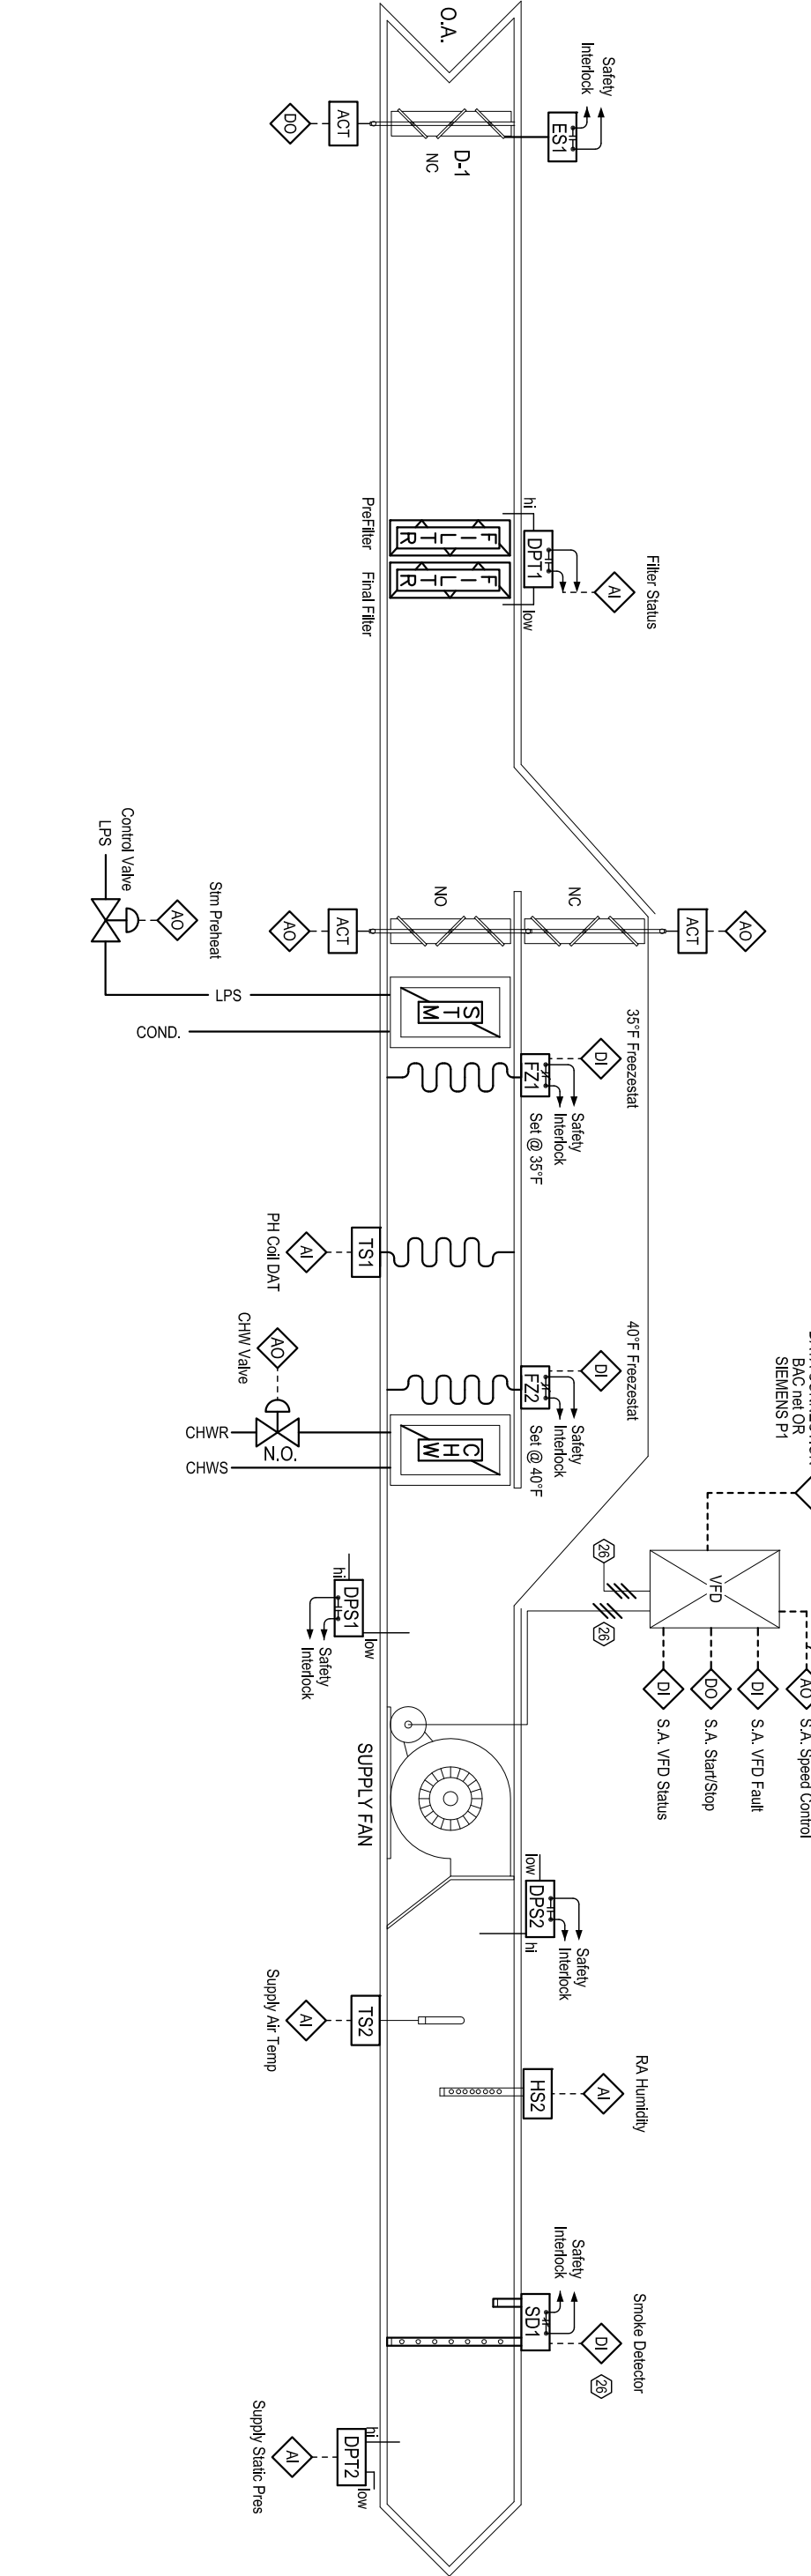 O.A.
Safety
Interlock
ES1
ACT
DO
D-1
NC
Filter Status
AI
hi
DPT1
low
FILTR
FILTR
PreFilter
Final Filter
NC
NO
ACT
AO
ACT
AO
Stm Preheat
AO
Control Valve
LPS
LPS
COND.
STM
35°F Freezestat
DI
FZ1
Safety
Interlock
Set @ 35°F
TS1
AI
PH Coil DAT
40°F Freezestat
DI
FZ2
Safety
Interlock
Set @ 40°F
CHW Valve
AO
N.O.
CHWR
CHWS
CHW
BAC net OR
SIEMENS P1
VFD
26
26
AO
S.A. Speed Control
DI
S.A. VFD Fault
DO
S.A. Start/Stop
DI
S.A. VFD Status
hi
DPS1
low
Safety
Interlock
SUPPLY FAN
low
DPS2
hi
Safety
Interlock
TS2
AI
Supply Air Temp
RA Humidity
AI
HS2
Safety
Interlock
SD1
Smoke Detector
DI
26
hi
DPT2
low
AI
Supply Static Pres